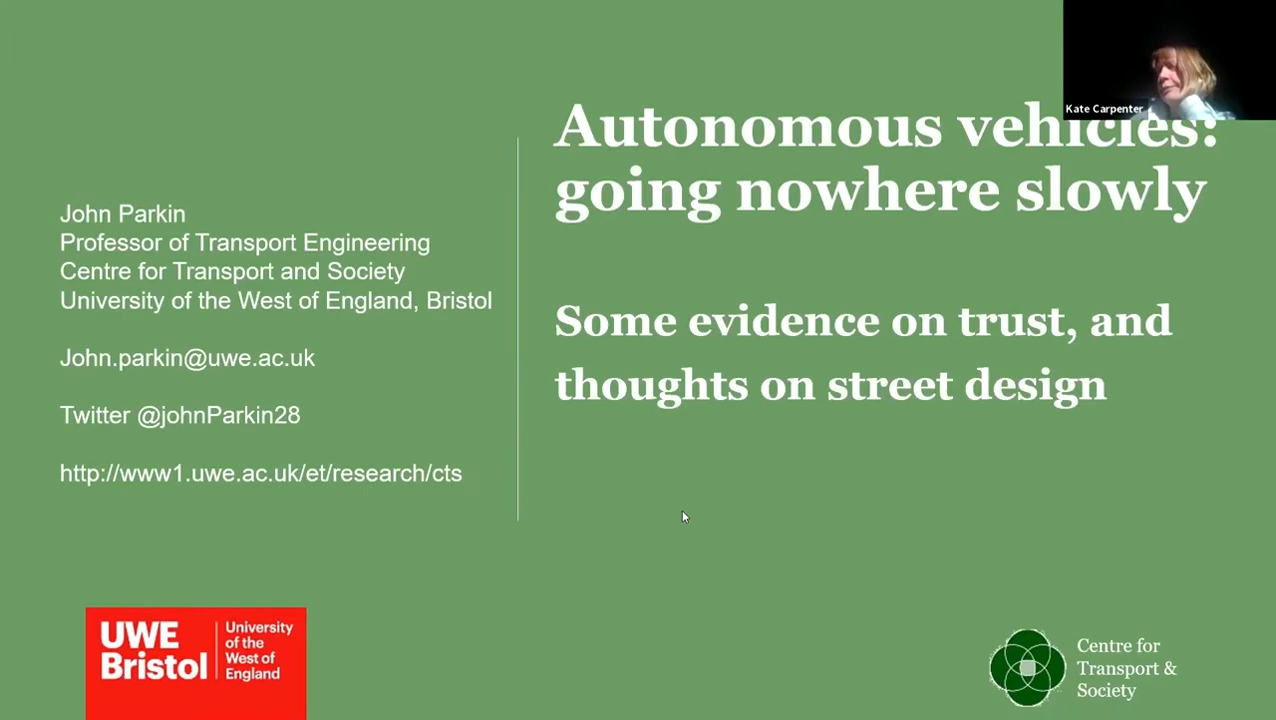 Kate Carpenter
Autonomous vehicles:
going nowhere slowly
John Parkin
Professor of Transport Engineering
Centre for Transport and Society
University of the West of England, Bristol
John.parkin@uwe.ac.uk
Twitter @johnParkin28
http://www1.uwe.ac.uk/et/research/cts
Some evidence on trust, and
thoughts on street design
UWE
Bristol
University
of the
West of
England
Centre for
Transport &
Society